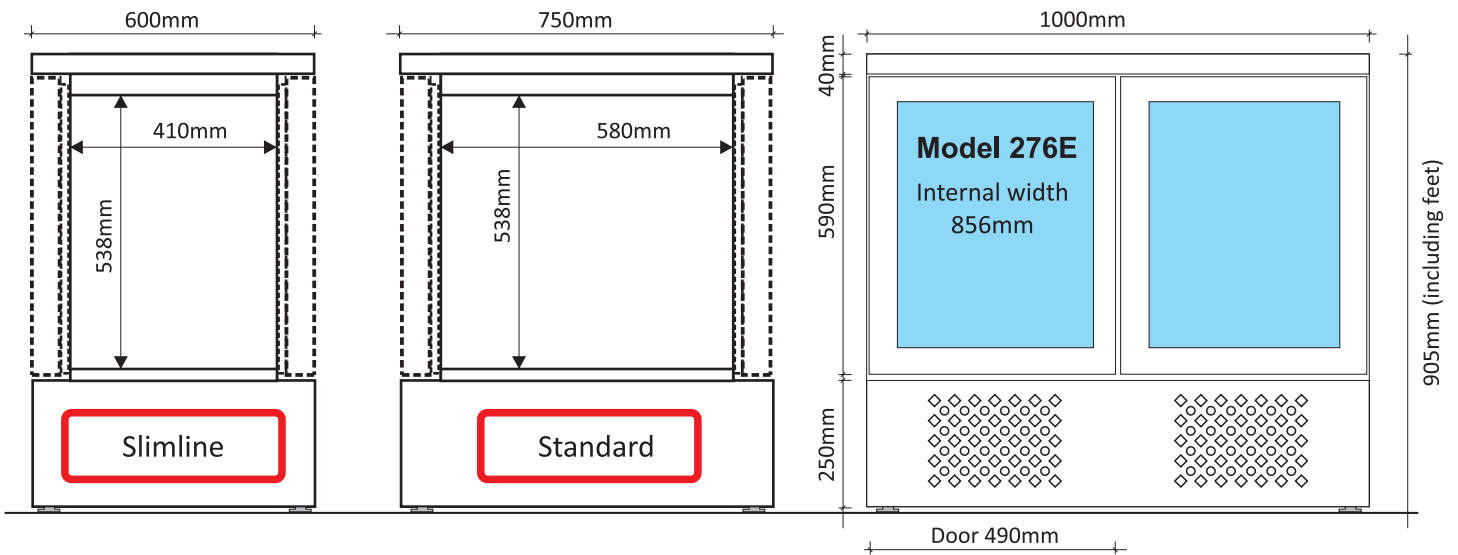 600mm
750mm
1000mm
40mm
410mm
580mm
538mm
538mm
Model 276E
Internal width
856mm
590mm
905mm (including feet)
Slimline
Standard
250mm
Door 490mm